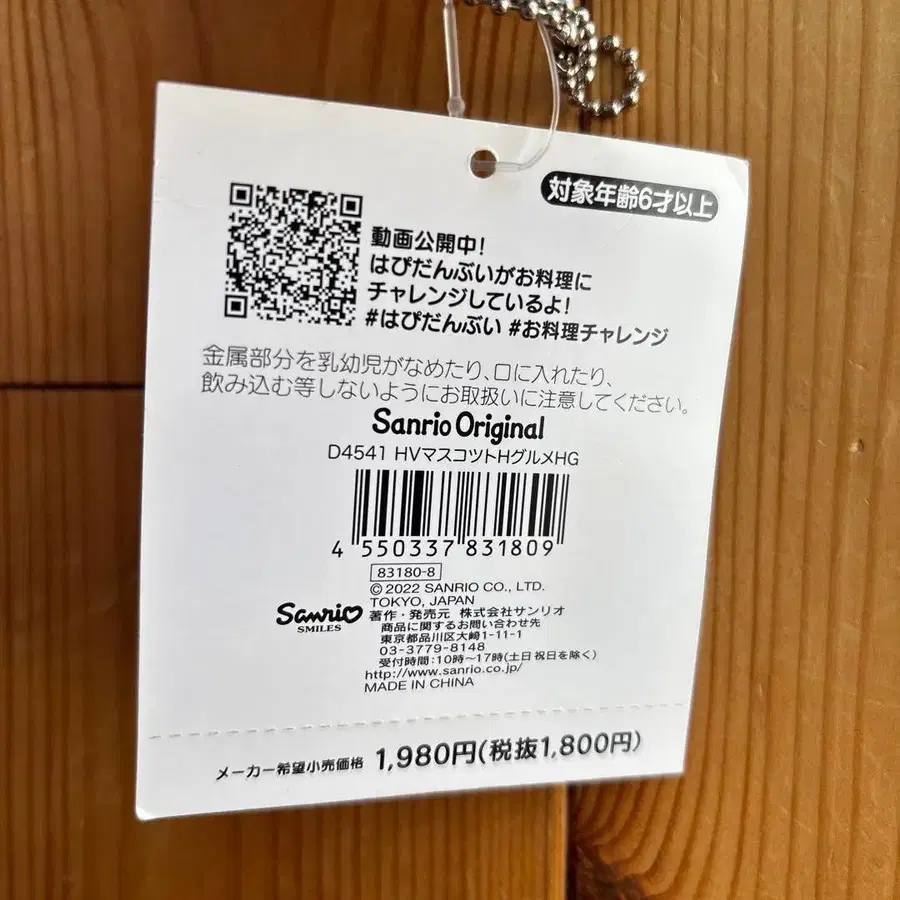 対象年齢6才以上
動画公開中!
はぴだんぶいがお料理に
チャレンジしているよ!
#はぴだんぶい #お料理チャレンジ
金属部分を乳幼児がなめたり、口に入れたり、
飲み込む等しないようにお取扱いに注意してください。
Sanrio Original
D4541 HVマスコツトHグルメHG
4 550337 831809
83180-8
© 2022 SANRIO CO., LTD.
TOKYO, JAPAN
Sanrio
SMILES
著作・発売元 株式会社サンリオ
商品に関するお問い合わせ先
東京都品川区大崎1-11-1
03-3779-8148
受付時間:10時〜17時(土日祝日を除く)
http://www.sanrio.co.jp/
MADE IN CHINA
メーカー希望小売価格 1,980円(税抜1,800円)